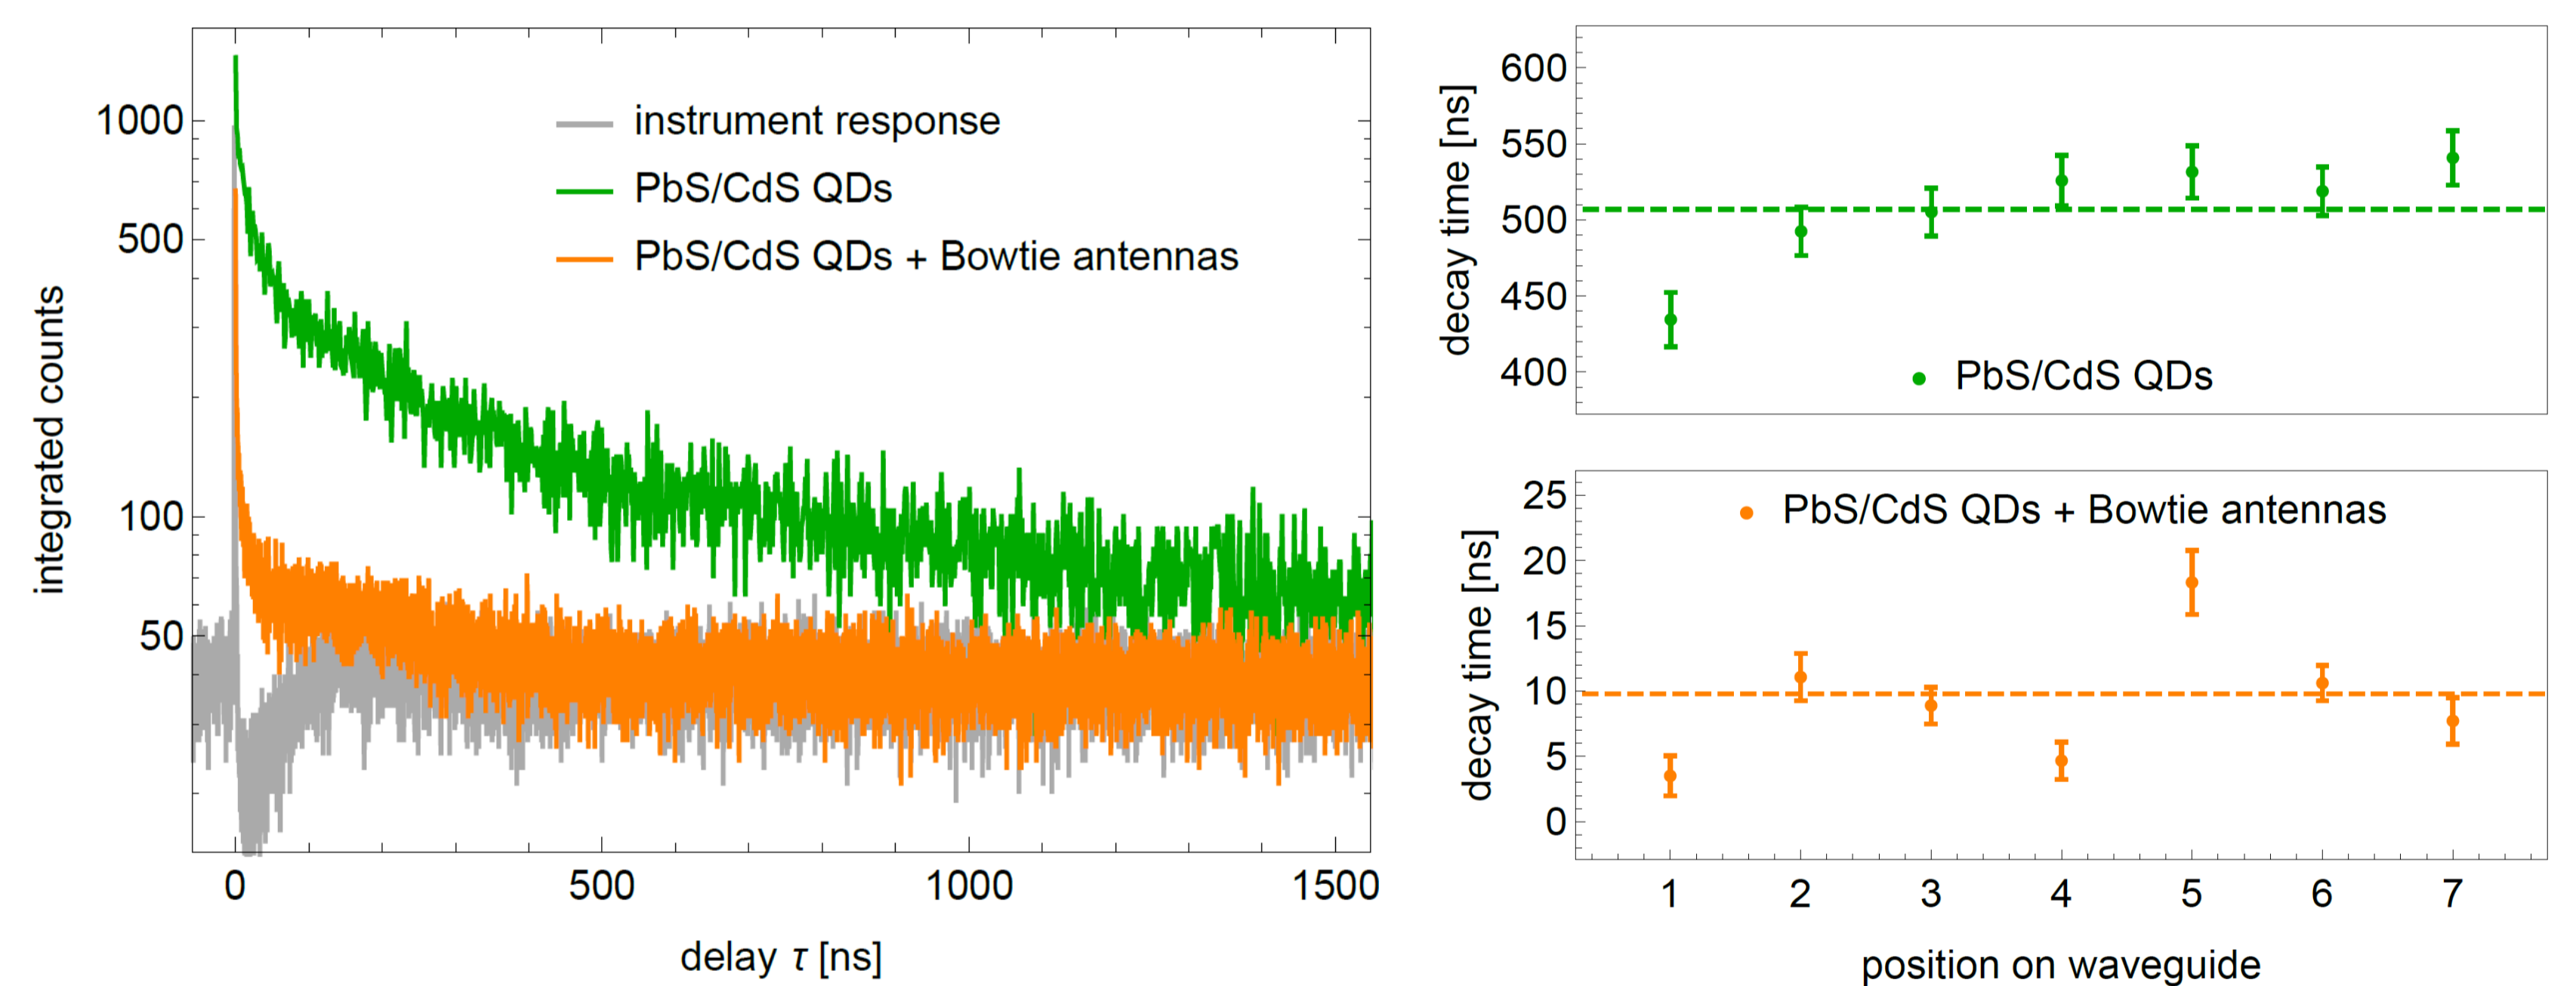 integrated counts
1000
500
100
50
instrument response
PbS/CdS QDs
PbS/CdS QDs + Bowtie antennas
0 500 1000 1500
delay τ [ns]
decay time [ns]
600
550
500
450
400
PbS/CdS QDs
decay time [ns]
25
20
15
10
5
0
PbS/CdS QDs + Bowtie antennas
1 2 3 4 5 6 7
position on waveguide